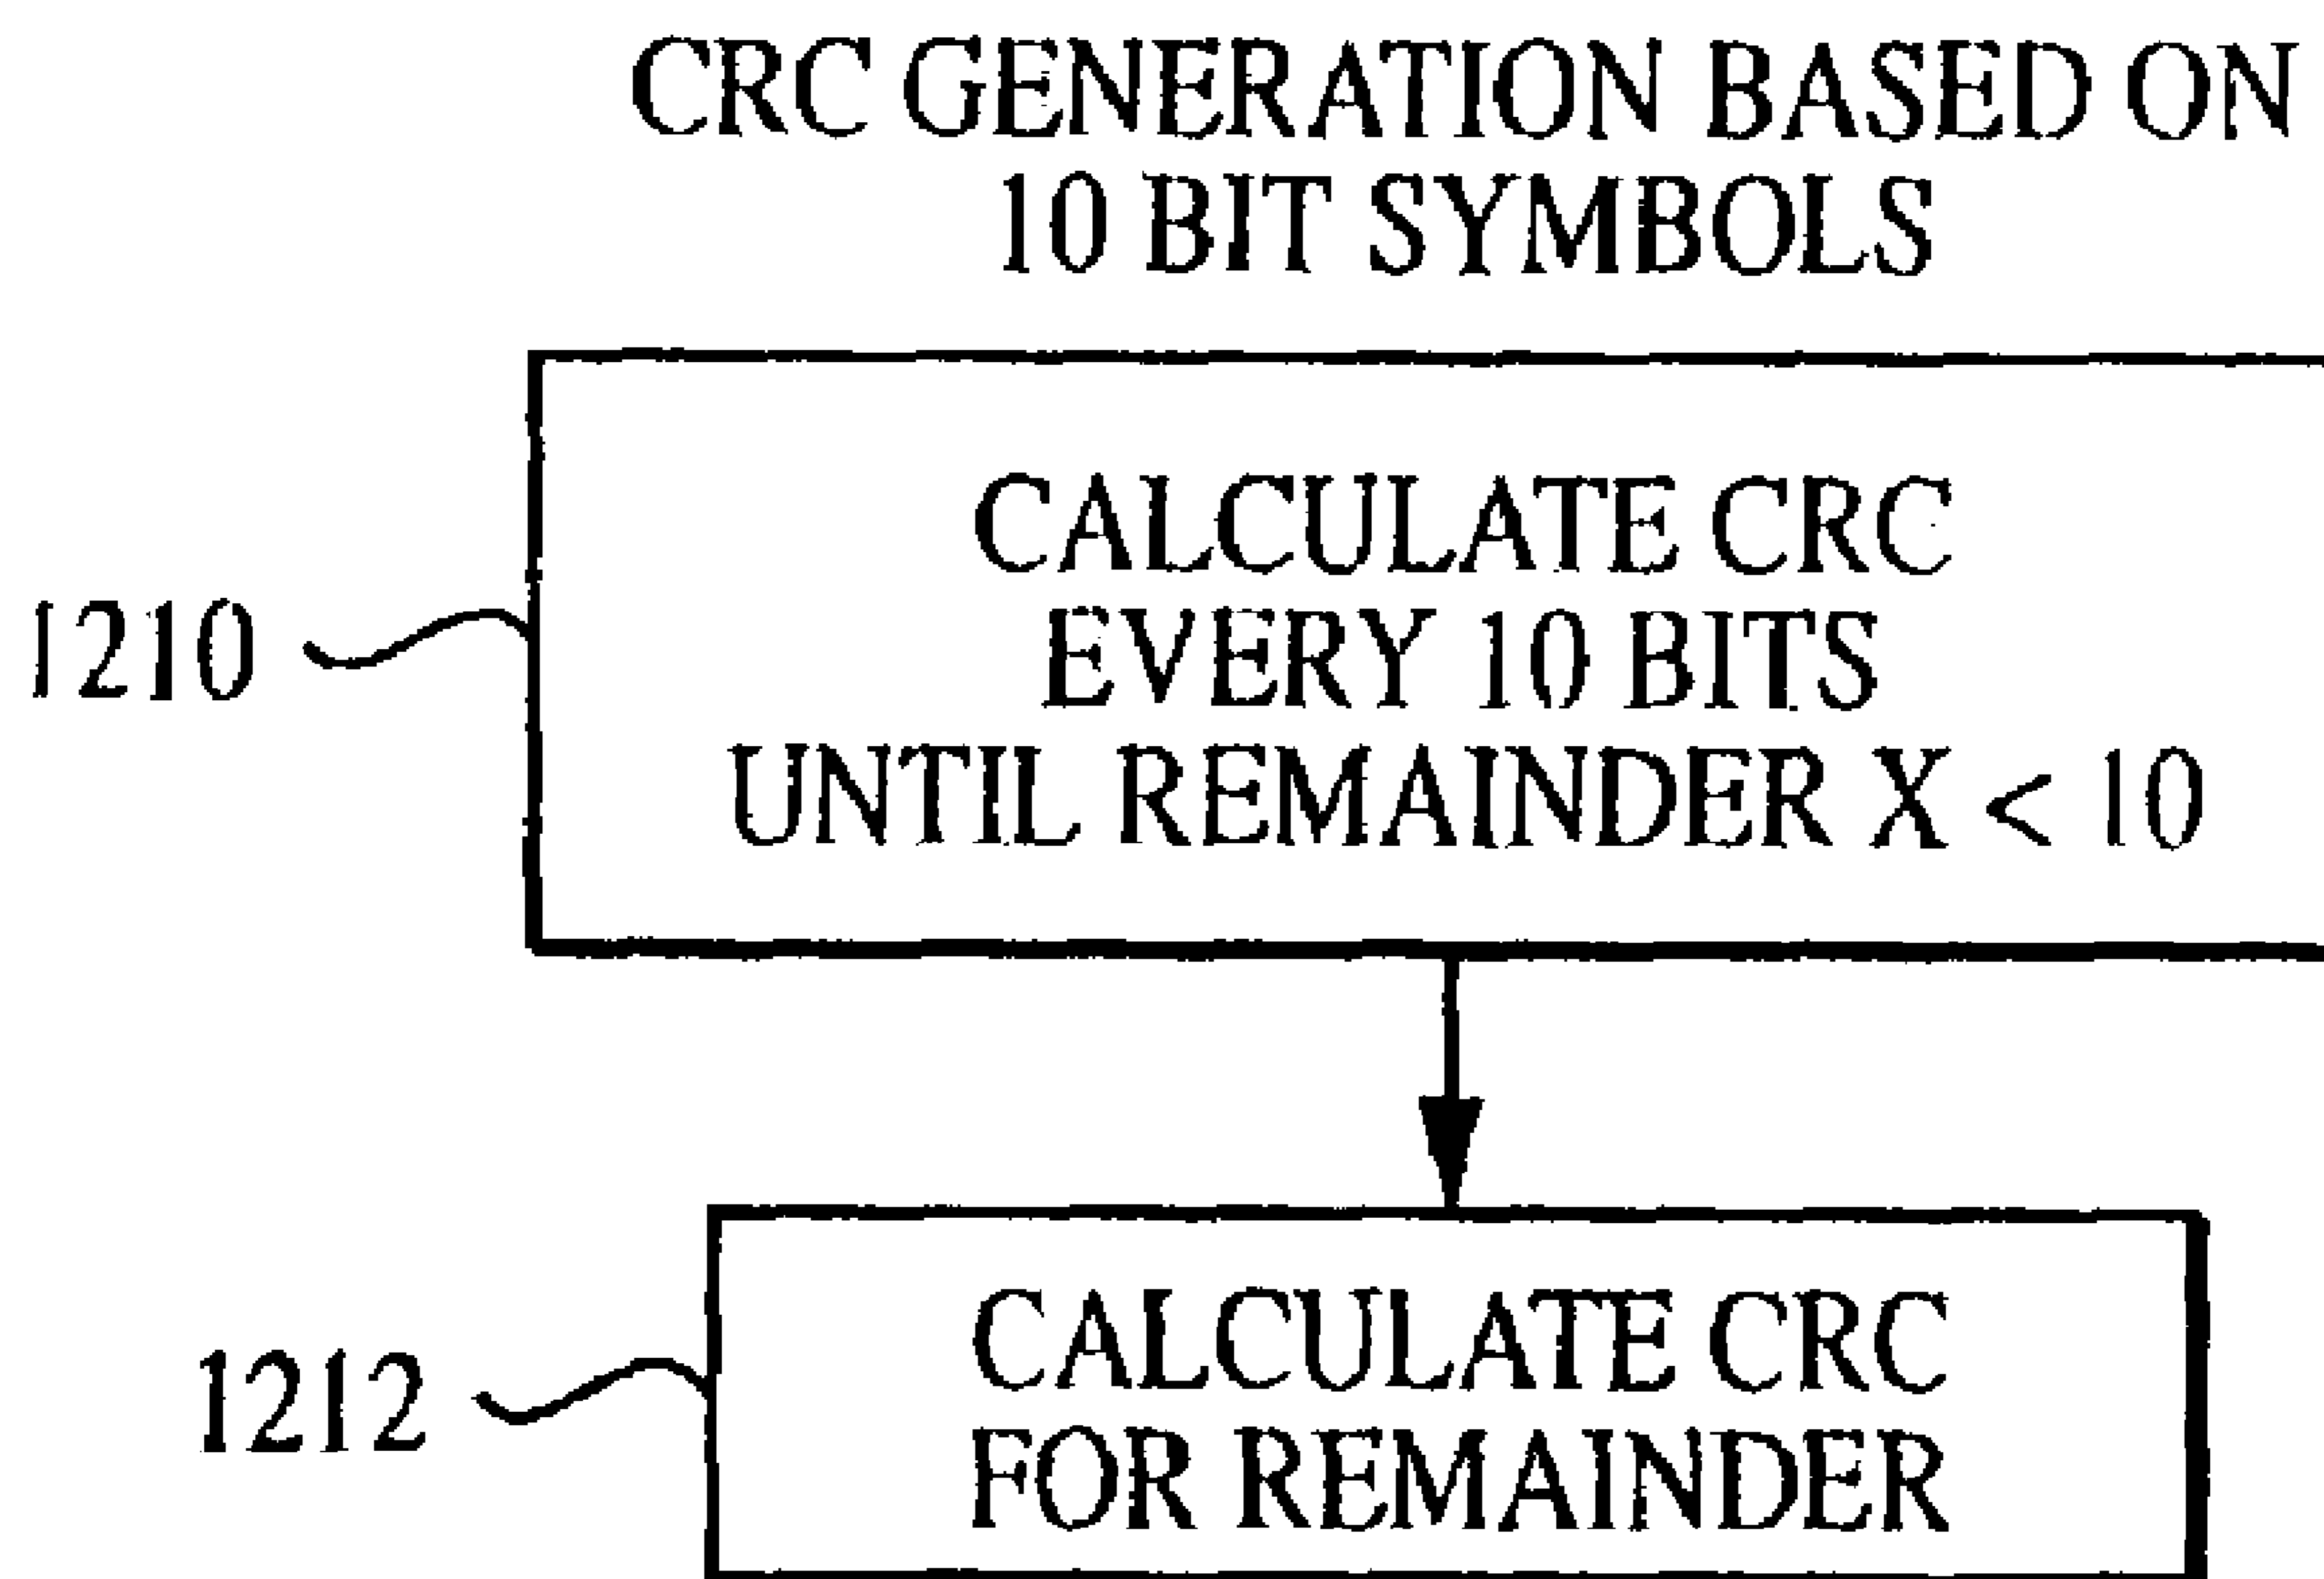 CRC GENERATION BASED ON
10 BIT SYMBOLS
CALCULATE CRC
EVERY 10 BITS
UNTIL REMAINDER X < 10
1210
CALCULATE CRC
FOR REMAINDER
1212